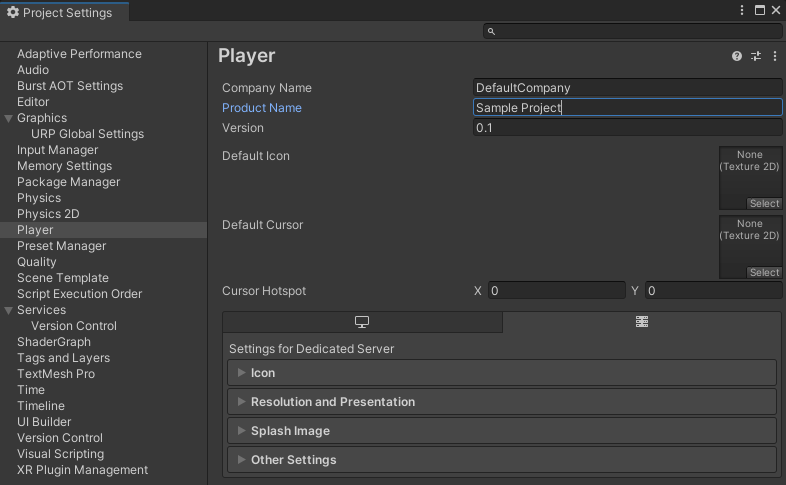 Project Settings
Adaptive Performance
Audio
Burst AOT Settings
Editor
Graphics
URP Global Settings
Input Manager
Memory Settings
Package Manager
Physics
Physics 2D
Player
Preset Manager
Quality
Scene Template
Script Execution Order
Services
Version Control
ShaderGraph
Tags and Layers
TextMesh Pro
Time
Timeline
UI Builder
Version Control
Visual Scripting
XR Plugin Management
Player
Company Name DefaultCompany
Product Name Sample Project
Version 0.1
Default Icon
None
(Texture 2D)
Select
Default Cursor
None
(Texture 2D)
Select
Cursor Hotspot X 0 Y 0
Settings for Dedicated Server
Icon
Resolution and Presentation
Splash Image
Other Settings